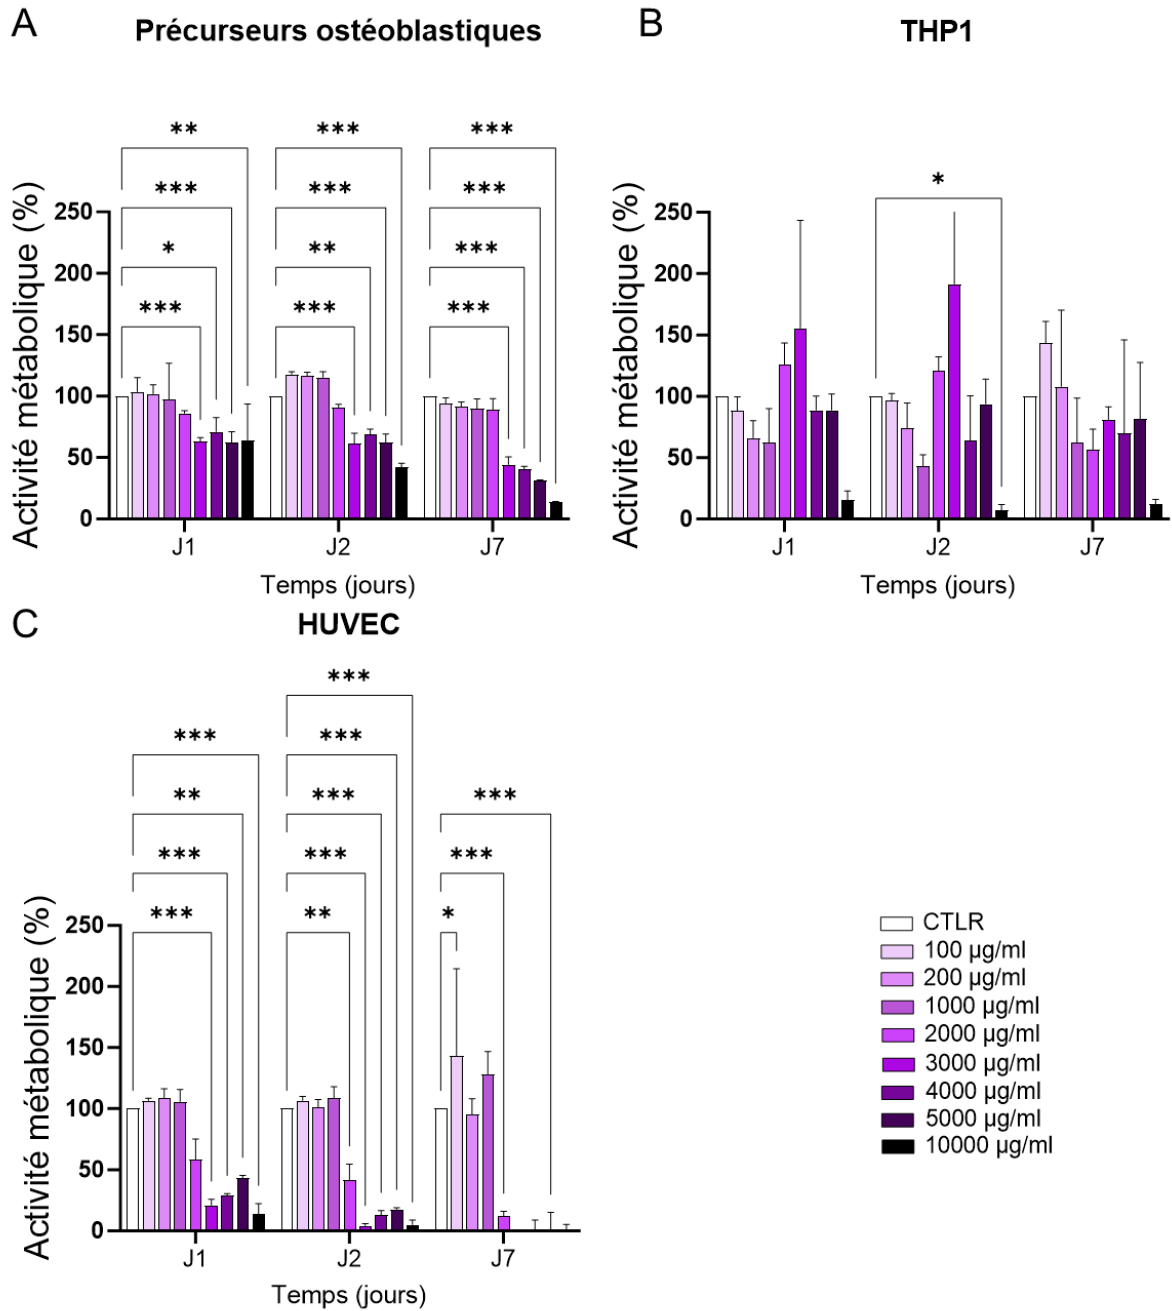 A
Précurseurs ostéoblastiques
** *** ***
*** *** ***
* ** ***
*** *** ***
250
200
150
100
50
0
Activité métabolique (%)
J1 J2 J7
Temps (jours)
B
THP1
*
250
200
150
100
50
0
Activité métabolique (%)
J1 J2 J7
Temps (jours)
C
HUVEC
***
*** ***
** *** ***
*** *** ***
*** ** *
250
200
150
100
50
0
Activité métabolique (%)
J1 J2 J7
Temps (jours)
CTLR
100 µg/ml
200 µg/ml
1000 µg/ml
2000 µg/ml
3000 µg/ml
4000 µg/ml
5000 µg/ml
10000 µg/ml